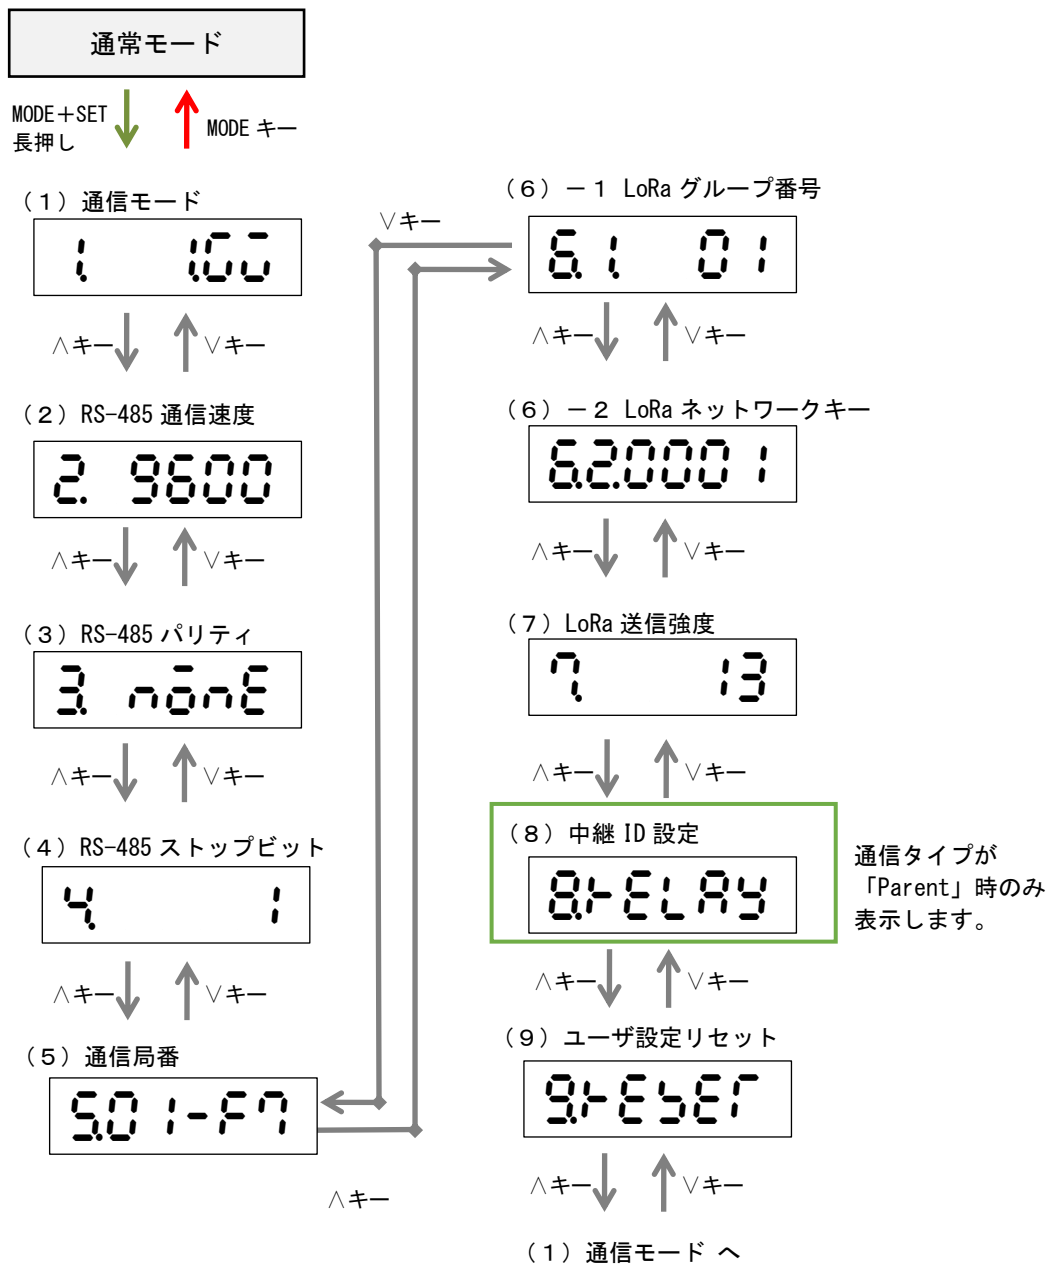 通常モード
MODE+SET
長押し
MODE キー
(1)通信モード
1. 1.Gw
∧キー
∨キー
(2)RS-485 通信速度
2. 9600
∧キー
∨キー
(3)RS-485 パリティ
3. nonE
∧キー
∨キー
(4)RS-485 ストップビット
4. 1
∧キー
∨キー
(5)通信局番
5.01-F7
∧キー
∨キー
(6)-1 LoRa グループ番号
6.1. 01
∧キー
∨キー
(6)-2 LoRa ネットワークキー
6.2.0001
∧キー
∨キー
(7)LoRa 送信強度
7. 13
∧キー
∨キー
(8)中継 ID 設定
8.rELAY
通信タイプが
「Parent」時のみ
表示します。
∧キー
∨キー
(9)ユーザ設定リセット
9.rESET
∧キー
∨キー
(1)通信モード へ